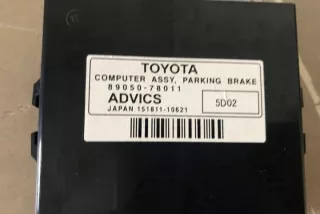 TOYOTA
COMPUTER ASSY, PARKING BRAKE
89050-78011
ADVICS 5D02
JAPAN 151811-10621